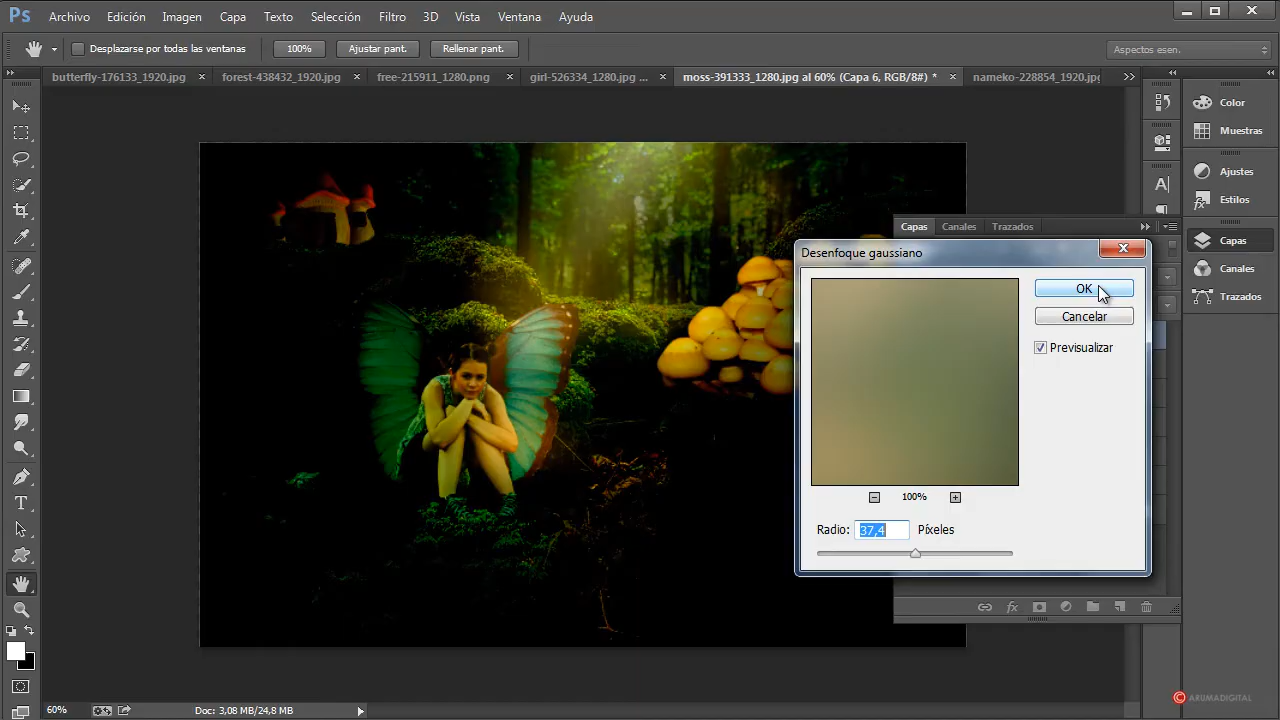 Ps Archivo Edición Imagen Capa Texto Selección Filtro 3D Vista Ventana Ayuda
Desplazarse por todas las ventanas 100% Ajustar pant. Rellenar pant. Aspectos esen.
butterfly-176133_1920.jpg × forest-438432_1920.jpg × free-215911_1280.png × girl-526334_1280.jpg ... × moss-391333_1280.jpg al 60% (Capa 6, RGB/8#) * × nameko-228854_1920.jpg
Color
Muestras
Ajustes
Estilos
Capas
Canales
Trazados
Capas Canales Trazados
Desenfoque gaussiano
OK
Cancelar
Previsualizar
100%
Radio: 37,4 Píxeles
fx
T
A
60% Doc: 3,08 MB/24,8 MB
© ARUMADIGITAL